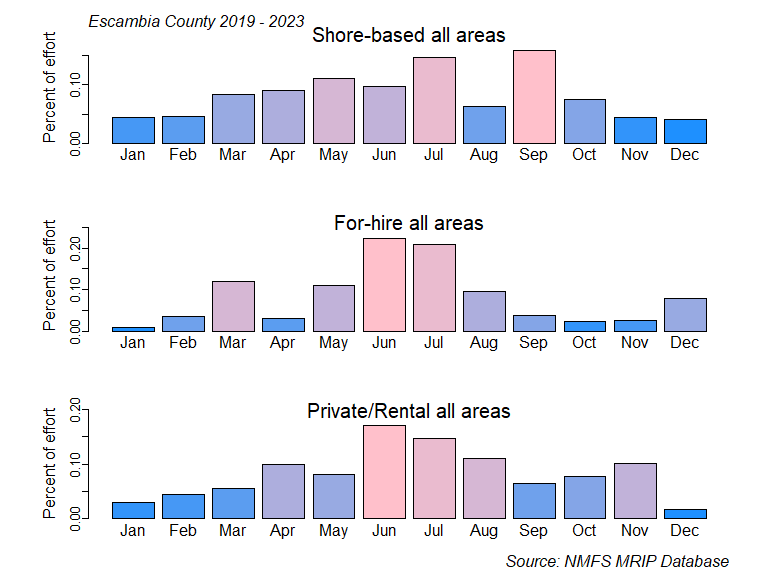 Escambia County 2019 - 2023
Shore-based all areas
Percent of effort
0.00 0.10
Jan Feb Mar Apr May Jun Jul Aug Sep Oct Nov Dec
For-hire all areas
Percent of effort
0.00 0.10 0.20
Jan Feb Mar Apr May Jun Jul Aug Sep Oct Nov Dec
Private/Rental all areas
Percent of effort
0.00 0.10 0.20
Jan Feb Mar Apr May Jun Jul Aug Sep Oct Nov Dec
Source: NMFS MRIP Database